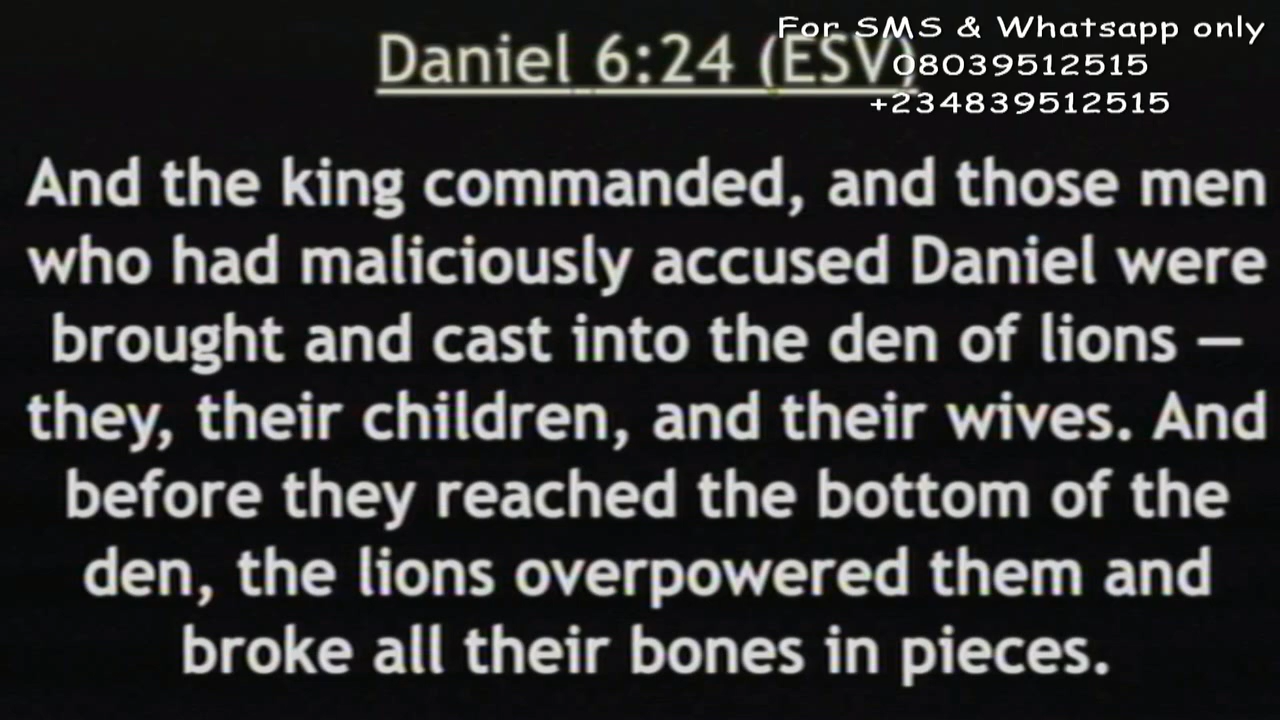 For SMS & Whatsapp only
Daniel 6:24 (ESV)
08039512515
+234839512515
And the king commanded, and those men
who had maliciously accused Daniel were
brought and cast into the den of lions —
they, their children, and their wives. And
before they reached the bottom of the
den, the lions overpowered them and
broke all their bones in pieces.